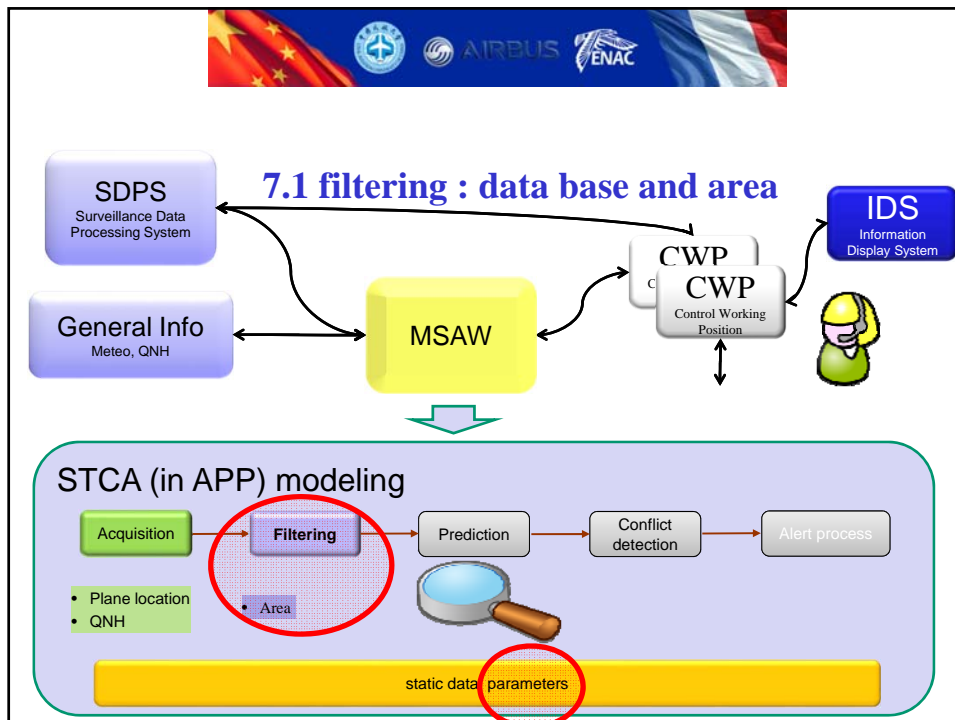 AIRBUS
ENAC
7.1 filtering : data base and area
SDPS
Surveillance Data
Processing System
IDS
Information
Display System
CWP
C
CWP
Control Working
Position
General Info
Meteo, QNH
MSAW
STCA (in APP) modeling
Acquisition
Filtering
Prediction
Conflict
detection
Alert process
• Plane location
• QNH
• Area
static data, parameters